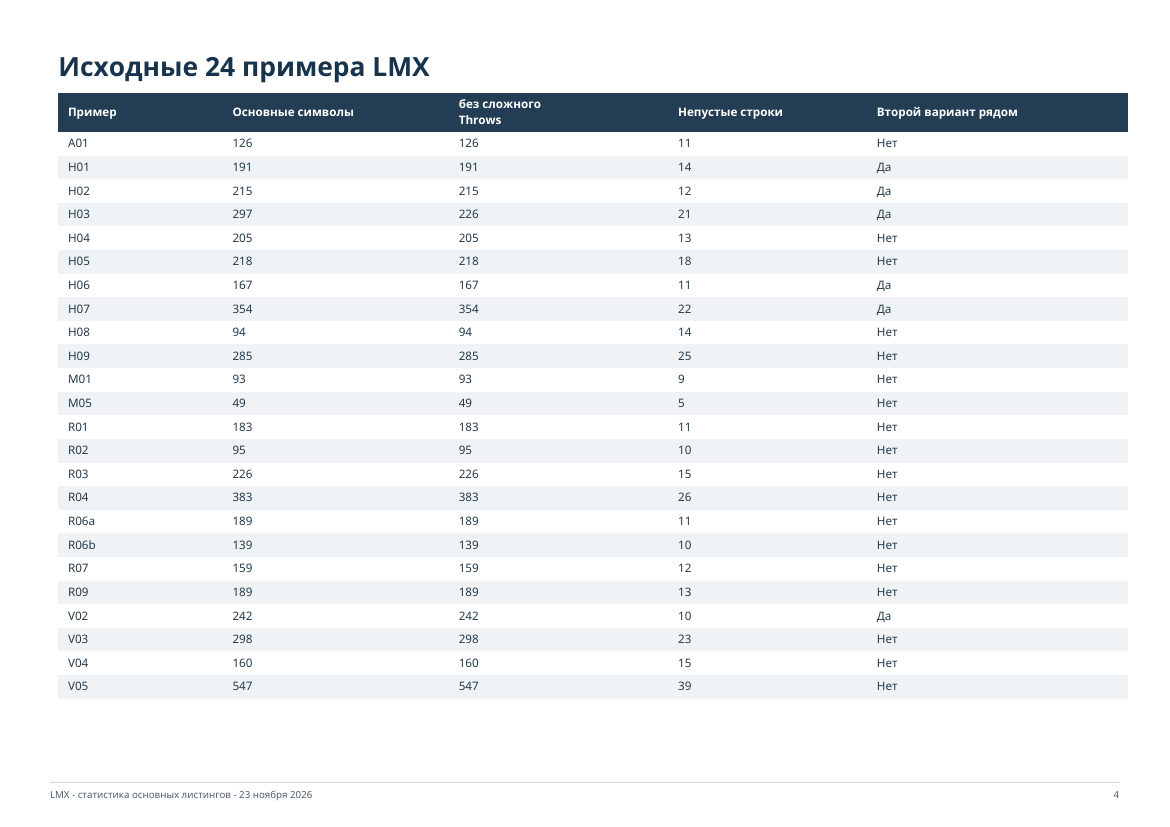 Исходные 24 примера LMX
Пример Основные символы без сложного Throws Непустые строки Второй вариант рядом
A01 126 126 11 Нет
H01 191 191 14 Да
H02 215 215 12 Да
H03 297 226 21 Да
H04 205 205 13 Нет
H05 218 218 18 Нет
H06 167 167 11 Да
H07 354 354 22 Да
H08 94 94 14 Нет
H09 285 285 25 Нет
M01 93 93 9 Нет
M05 49 49 5 Нет
R01 183 183 11 Нет
R02 95 95 10 Нет
R03 226 226 15 Нет
R04 383 383 26 Нет
R06a 189 189 11 Нет
R06b 139 139 10 Нет
R07 159 159 12 Нет
R09 189 189 13 Нет
V02 242 242 10 Да
V03 298 298 23 Нет
V04 160 160 15 Нет
V05 547 547 39 Нет
LMX - статистика основных листингов - 23 ноября 2026 4